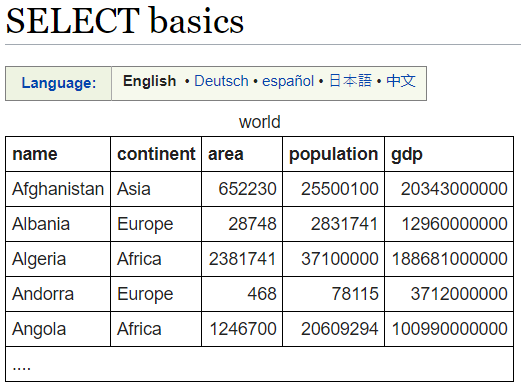 SELECT basics
Language: English • Deutsch • español • 日本語 • 中文
world
name continent area population gdp
Afghanistan Asia 652230 25500100 20343000000
Albania Europe 28748 2831741 12960000000
Algeria Africa 2381741 37100000 188681000000
Andorra Europe 468 78115 3712000000
Angola Africa 1246700 20609294 100990000000
....